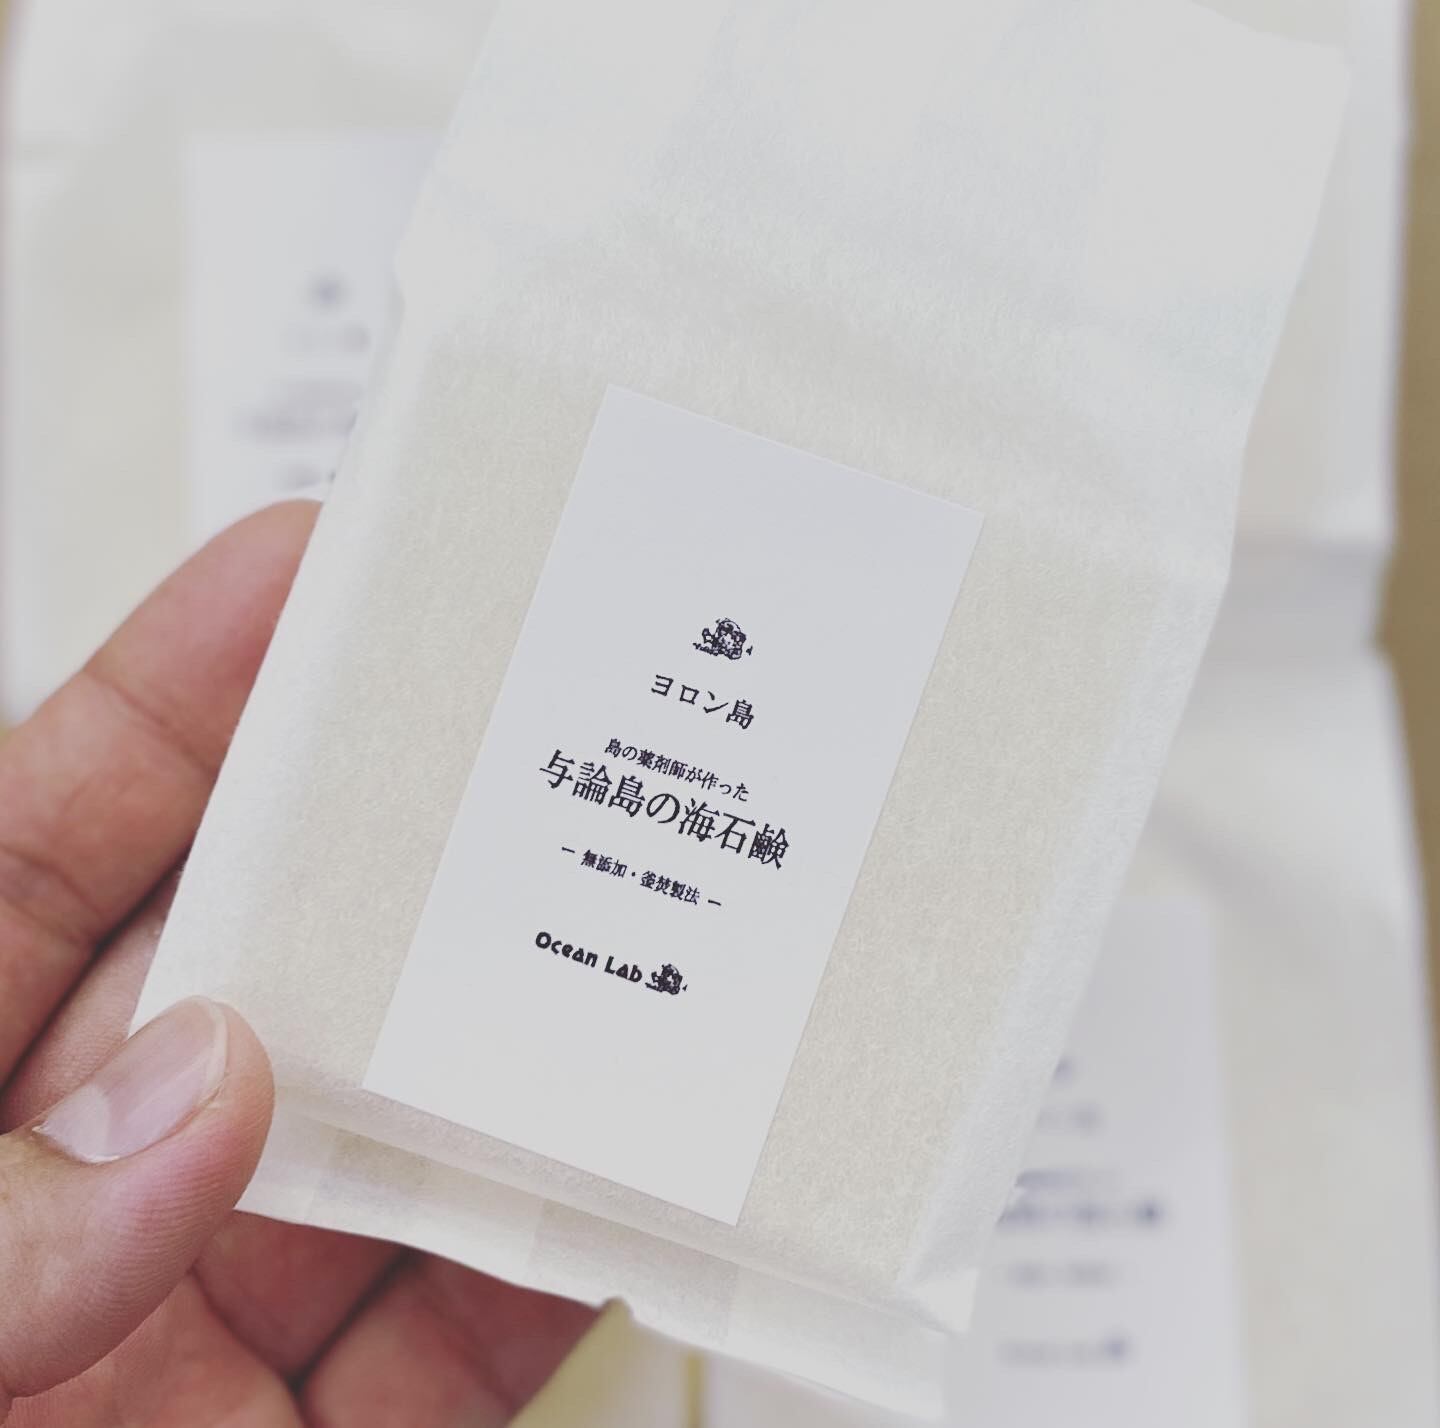 ヨロン島
島の薬剤師が作った
与論島の海石鹸
ー 無添加・釜焚製法 ー
Ocean Lab